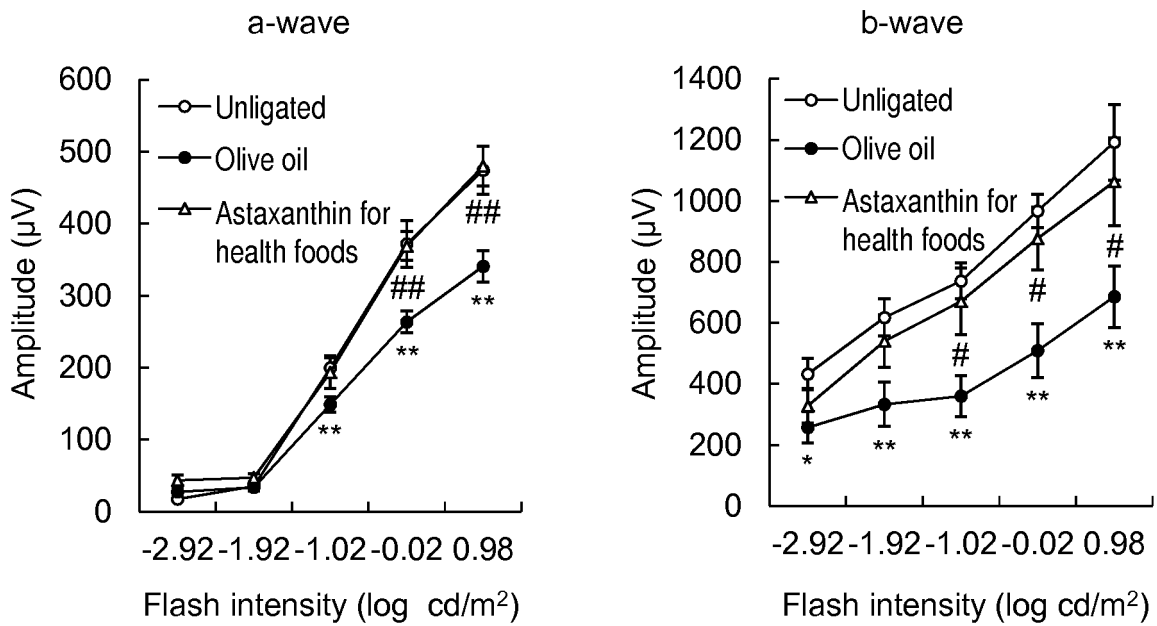 a-wave
600
500
400
300
200
100
0
Amplitude (µV)
Unligated
Olive oil
Astaxanthin for
health foods
##
##
**
**
**
-2.92 -1.92 -1.02 -0.02 0.98
Flash intensity (log cd/m²)
b-wave
1400
1200
1000
800
600
400
200
0
Amplitude (µV)
Unligated
Olive oil
Astaxanthin for
health foods
#
#
#
*
**
**
**
**
-2.92 -1.92 -1.02 -0.02 0.98
Flash intensity (log cd/m²)